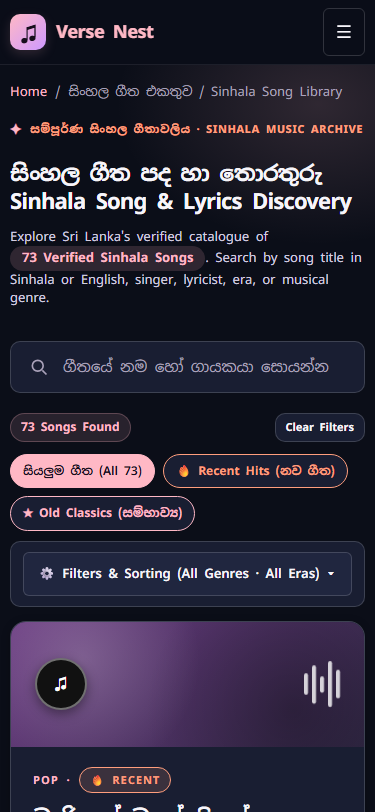 Verse Nest
Home / සිංහල ගීත එකතුව / Sinhala Song Library
සම්පූර්ණ සිංහල ගීතාවලිය · SINHALA MUSIC ARCHIVE
සිංහල ගීත පද හා තොරතුරු
Sinhala Song & Lyrics Discovery
Explore Sri Lanka's verified catalogue of
73 Verified Sinhala Songs. Search by song title in
Sinhala or English, singer, lyricist, era, or musical
genre.
ගීතයේ නම හෝ ගායකයා සොයන්න
73 Songs Found
Clear Filters
සියලුම ගීත (All 73)
Recent Hits (නව ගීත)
★ Old Classics (සම්භාව්‍ය)
Filters & Sorting (All Genres · All Eras)
POP ·
RECENT